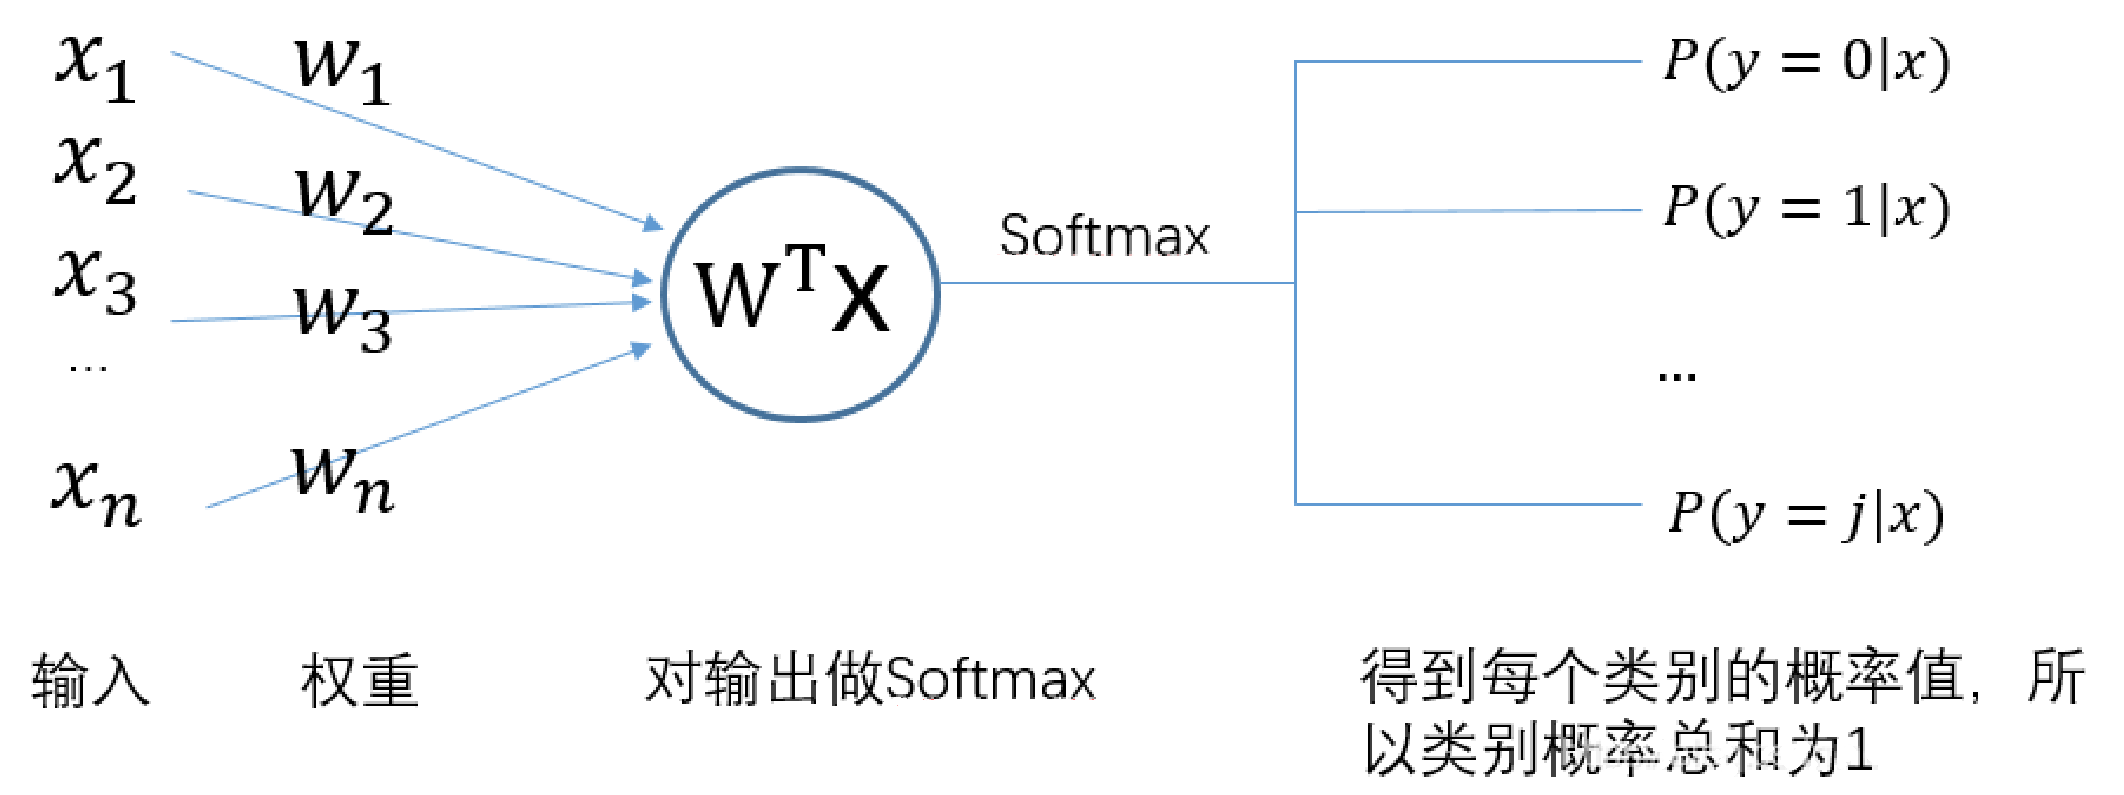 x₁ w₁
x₂ w₂
x₃ w₃
...
xₙ wₙ
WᵀX
Softmax
P(y = 0|x)
P(y = 1|x)
...
P(y = j|x)
输入
权重
对输出做Softmax
得到每个类别的概率值，所
以类别概率总和为1